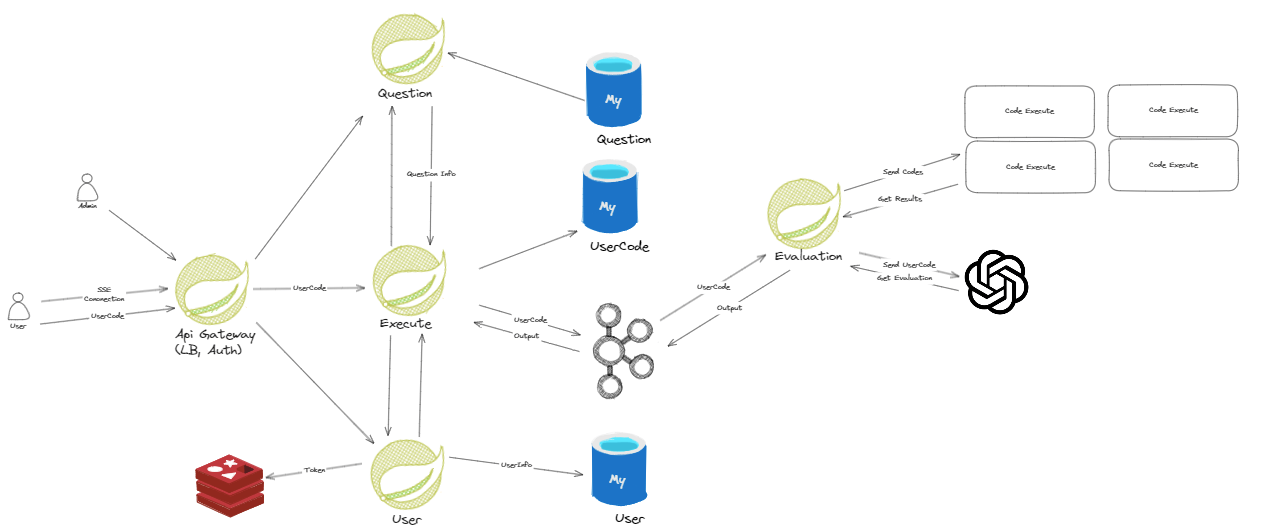 Question
My
Question
Code Execute
Code Execute
Code Execute
Code Execute
Question Info
Send Codes
Get Results
My
UserCode
Admin
Evaluation
Send UserCode
Get Evaluation
SSE
Cononection
UserCode
User
UserCode
UserCode
Api Gateway
(LB, Auth)
Execute
UserCode
Output
Output
Token
UserInfo
My
User
User